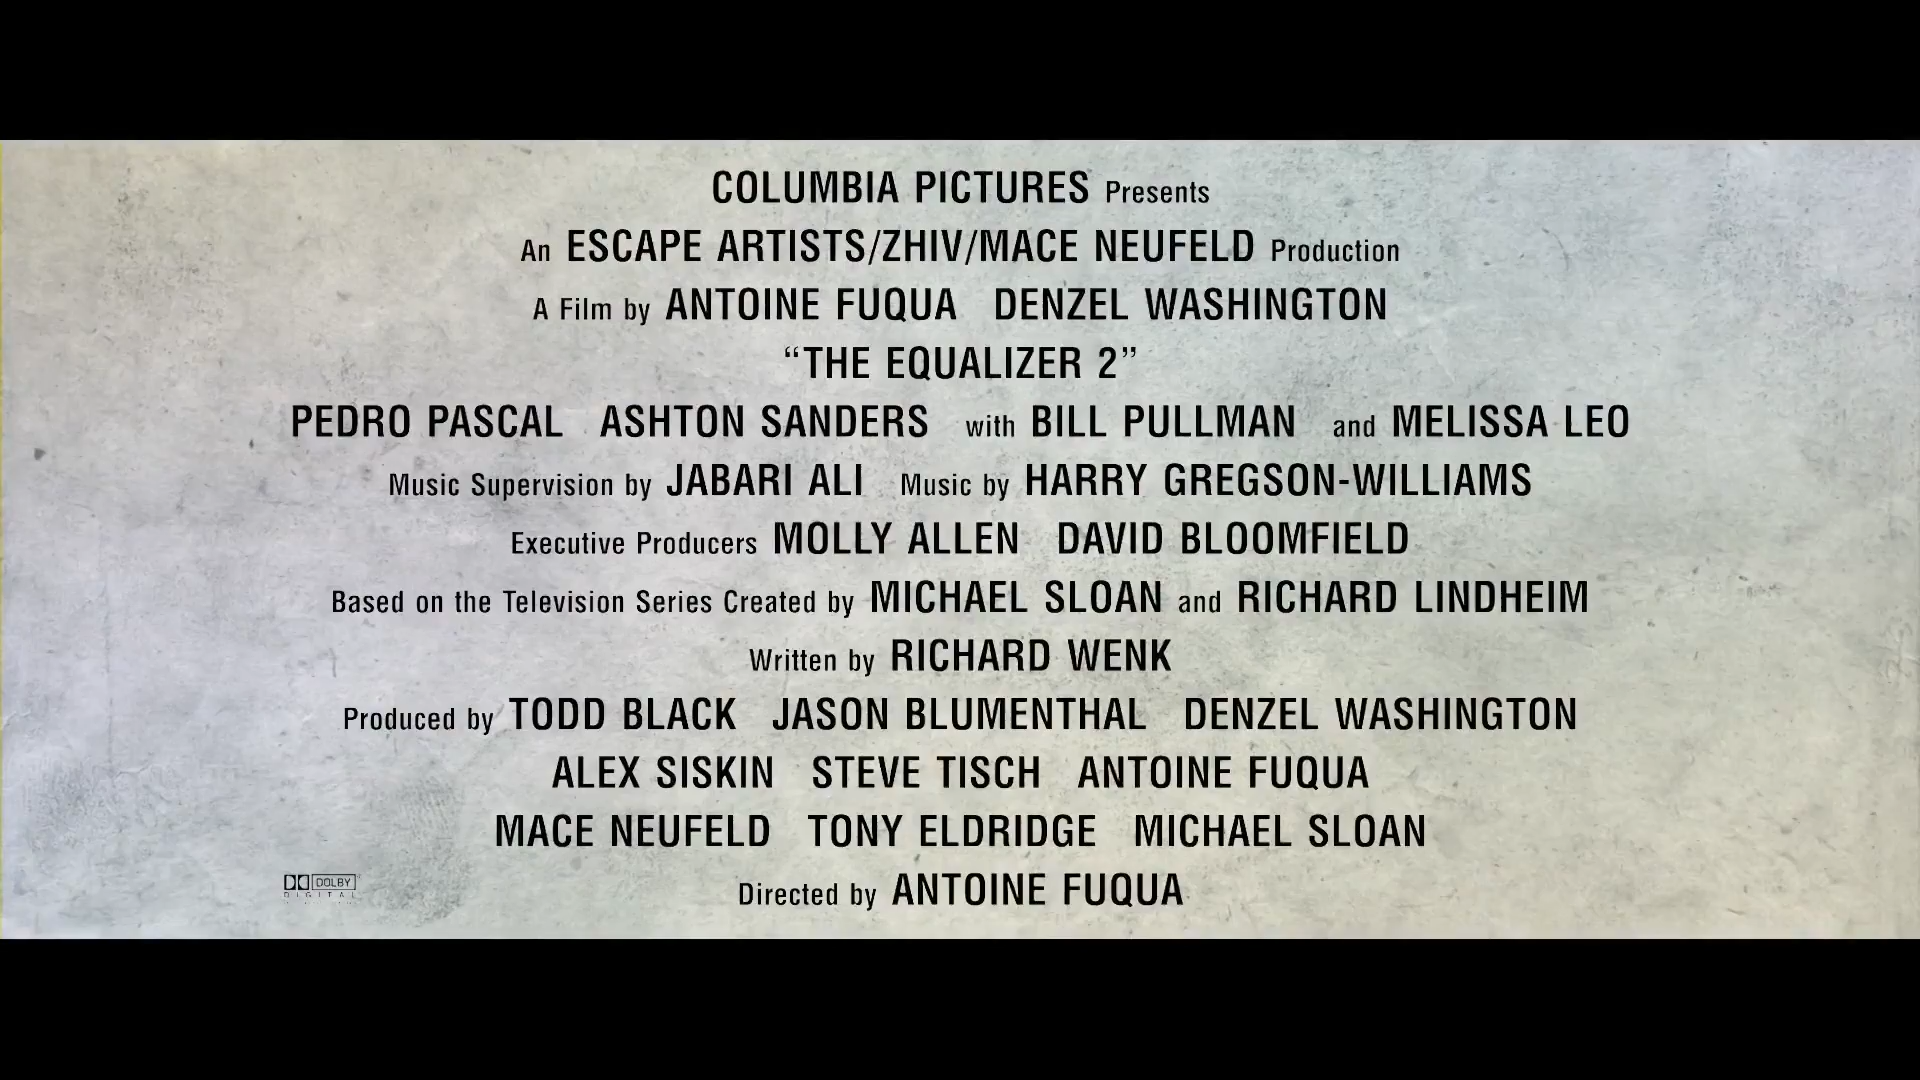 COLUMBIA PICTURES Presents
An ESCAPE ARTISTS/ZHIV/MACE NEUFELD Production
A Film by ANTOINE FUQUA DENZEL WASHINGTON
“THE EQUALIZER 2”
PEDRO PASCAL ASHTON SANDERS with BILL PULLMAN and MELISSA LEO
Music Supervision by JABARI ALI Music by HARRY GREGSON-WILLIAMS
Executive Producers MOLLY ALLEN DAVID BLOOMFIELD
Based on the Television Series Created by MICHAEL SLOAN and RICHARD LINDHEIM
Written by RICHARD WENK
Produced by TODD BLACK JASON BLUMENTHAL DENZEL WASHINGTON
ALEX SISKIN STEVE TISCH ANTOINE FUQUA
MACE NEUFELD TONY ELDRIDGE MICHAEL SLOAN
Directed by ANTOINE FUQUA
DOLBY
DIGITAL